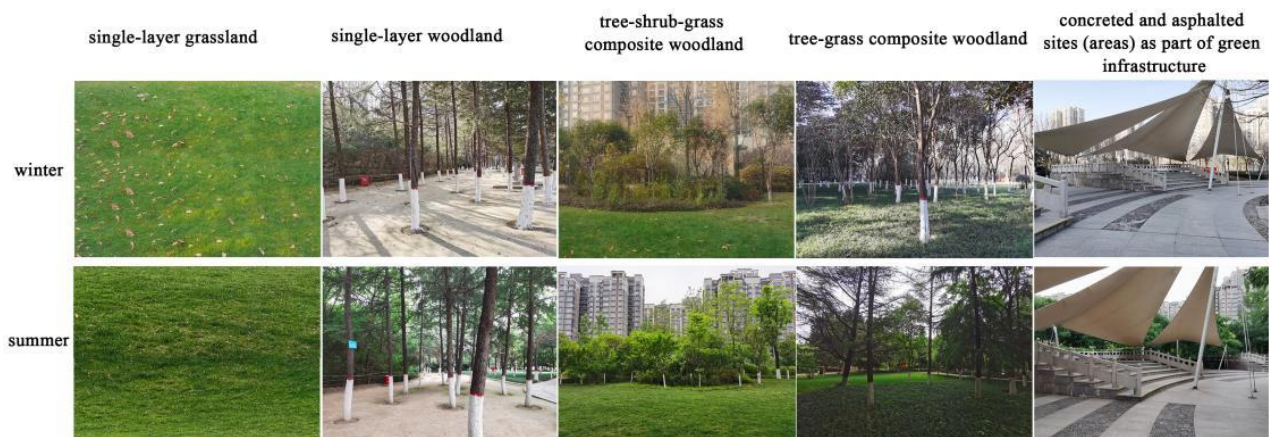 single-layer grassland
single-layer woodland
tree-shrub-grass
composite woodland
tree-grass composite woodland
concreted and asphalted
sites (areas) as part of green
infrastructure
winter
summer